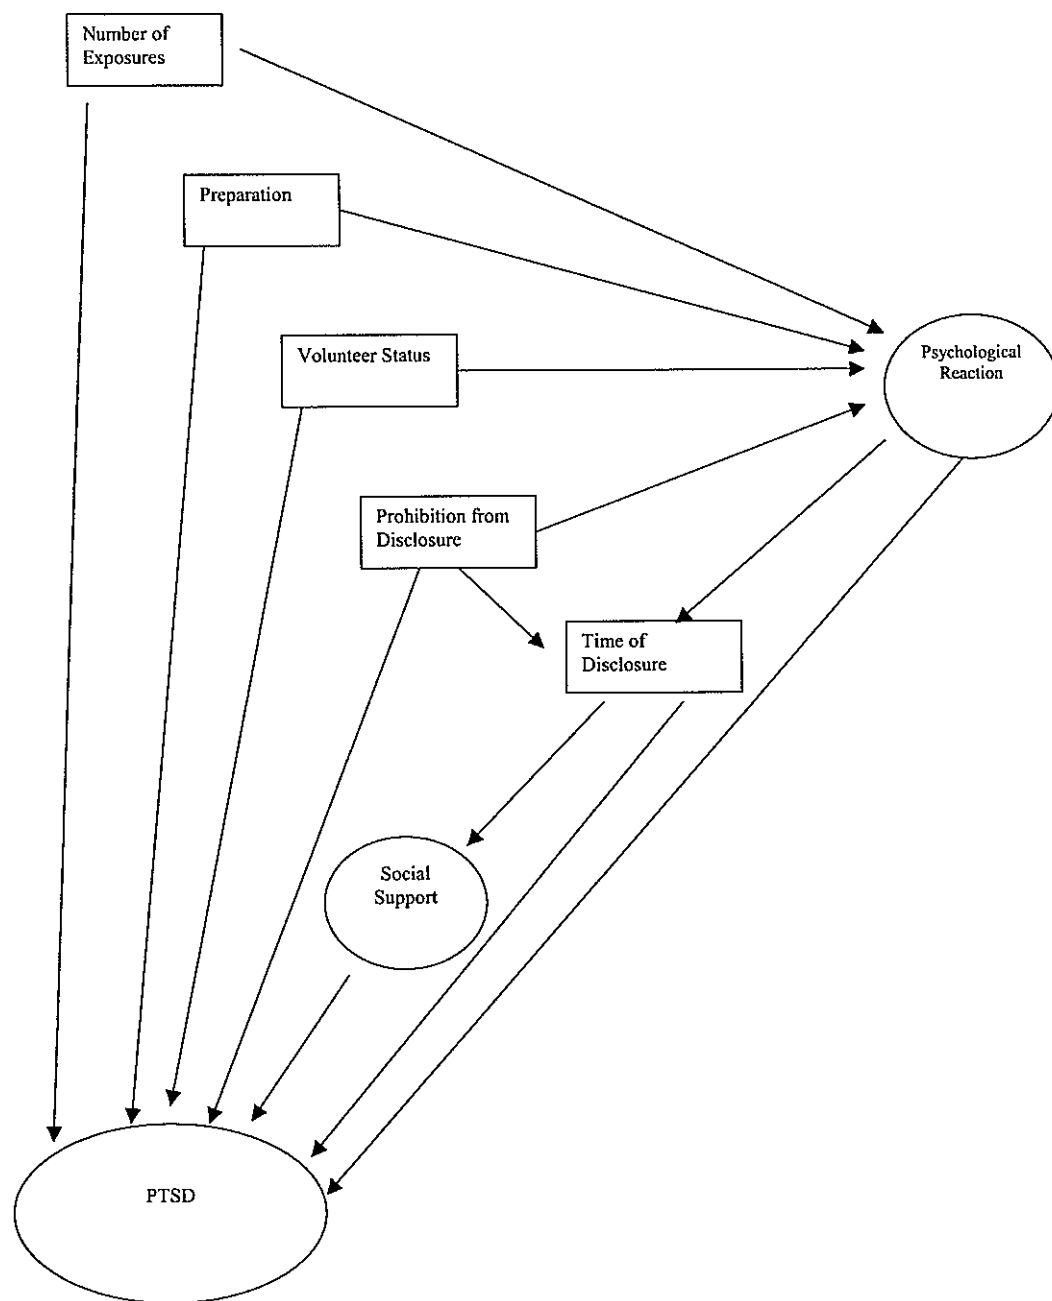 Number of
Exposures
Preparation
Volunteer Status
Psychological
Reaction
Prohibition from
Disclosure
Time of
Disclosure
Social
Support
PTSD